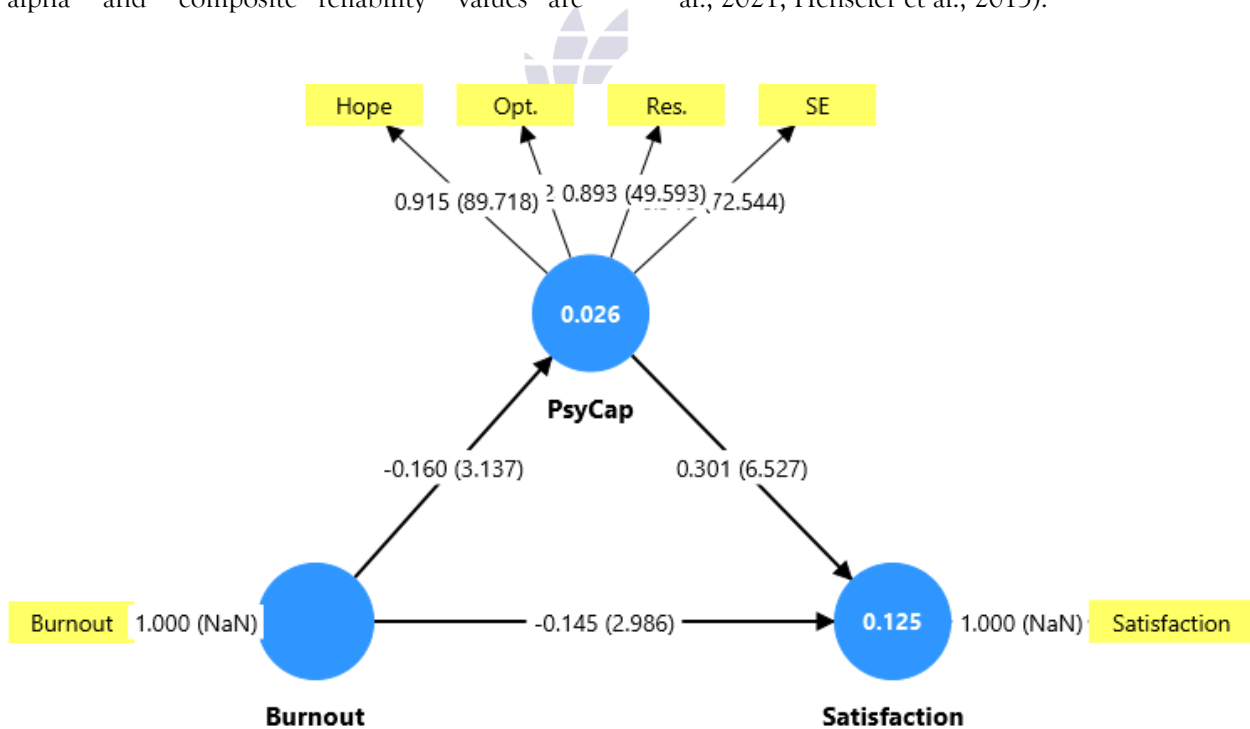 alpha and composite reliability values are
al., 2021; Henseler et al., 2015).
Hope Opt. Res. SE
0.915 (89.718) 2 0.893 (49.593) (72.544)
0.026
PsyCap
-0.160 (3.137) 0.301 (6.527)
Burnout 1.000 (NaN) -0.145 (2.986) 0.125 1.000 (NaN) Satisfaction
Burnout Satisfaction